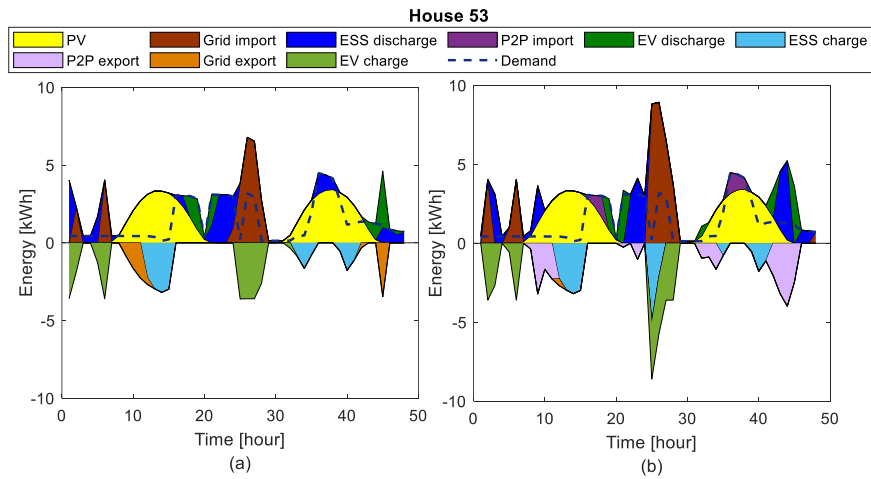 House 53
PV Grid import ESS discharge P2P import EV discharge ESS charge
P2P export Grid export EV charge Demand
10
5
0
-5
-10
Energy [kWh]
0 10 20 30 40 50
Time [hour]
(a)
10
5
0
-5
-10
Energy [kWh]
0 10 20 30 40 50
Time [hour]
(b)